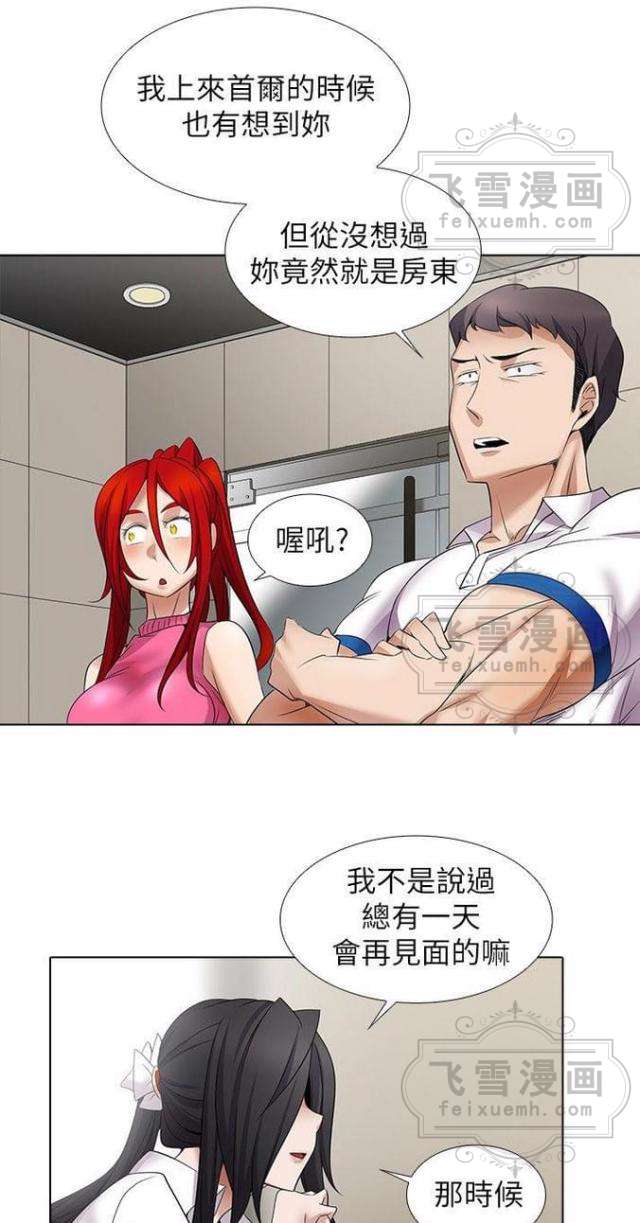 我上來首爾的時候
也有想到妳
飞雪漫画
feixuemh.com
但從沒想過
妳竟然就是房東
喔吼?
飞雪漫画
feixuemh.com
我不是說過
總有一天
會再見面的嘛
飞雪漫画
feixuemh.com
那時候